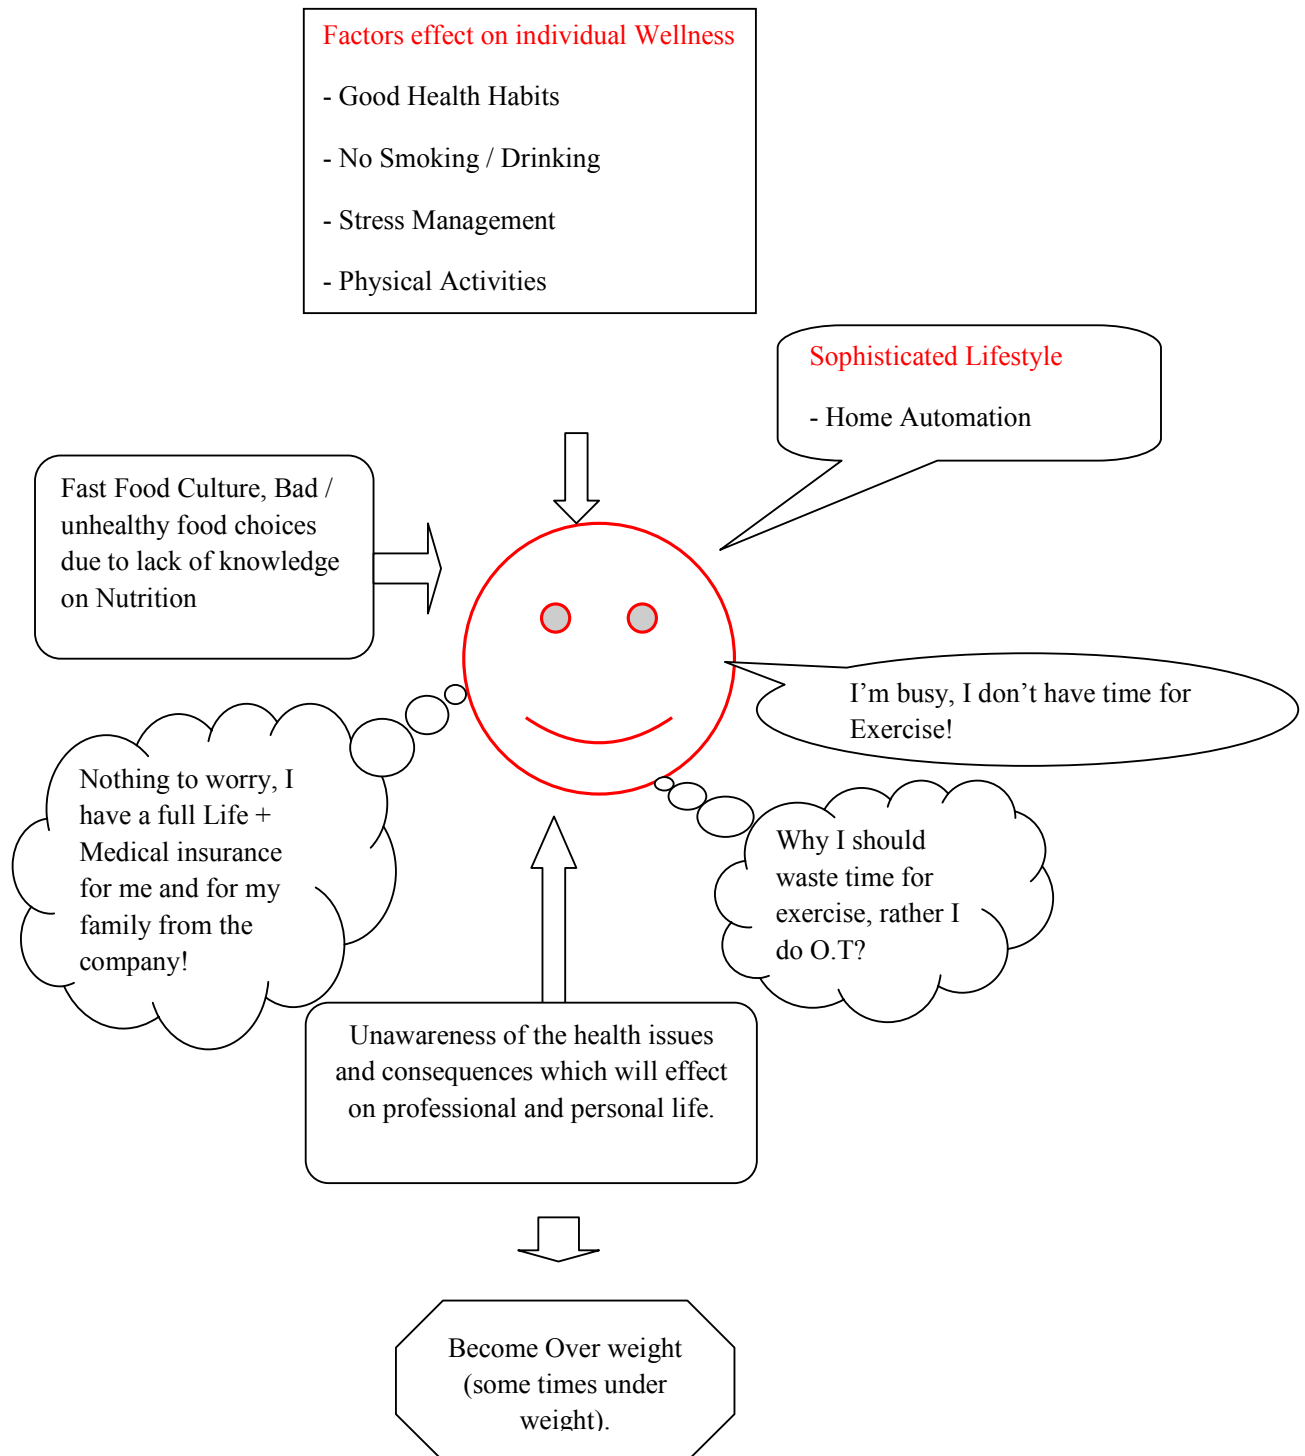 Factors effect on individual Wellness
- Good Health Habits
- No Smoking / Drinking
- Stress Management
- Physical Activities
Sophisticated Lifestyle
- Home Automation
Fast Food Culture, Bad /
unhealthy food choices
due to lack of knowledge
on Nutrition
I’m busy, I don’t have time for
Exercise!
Nothing to worry, I
have a full Life +
Medical insurance
for me and for my
family from the
company!
Why I should
waste time for
exercise, rather I
do O.T?
Unawareness of the health issues
and consequences which will effect
on professional and personal life.
Become Over weight
(some times under
weight).